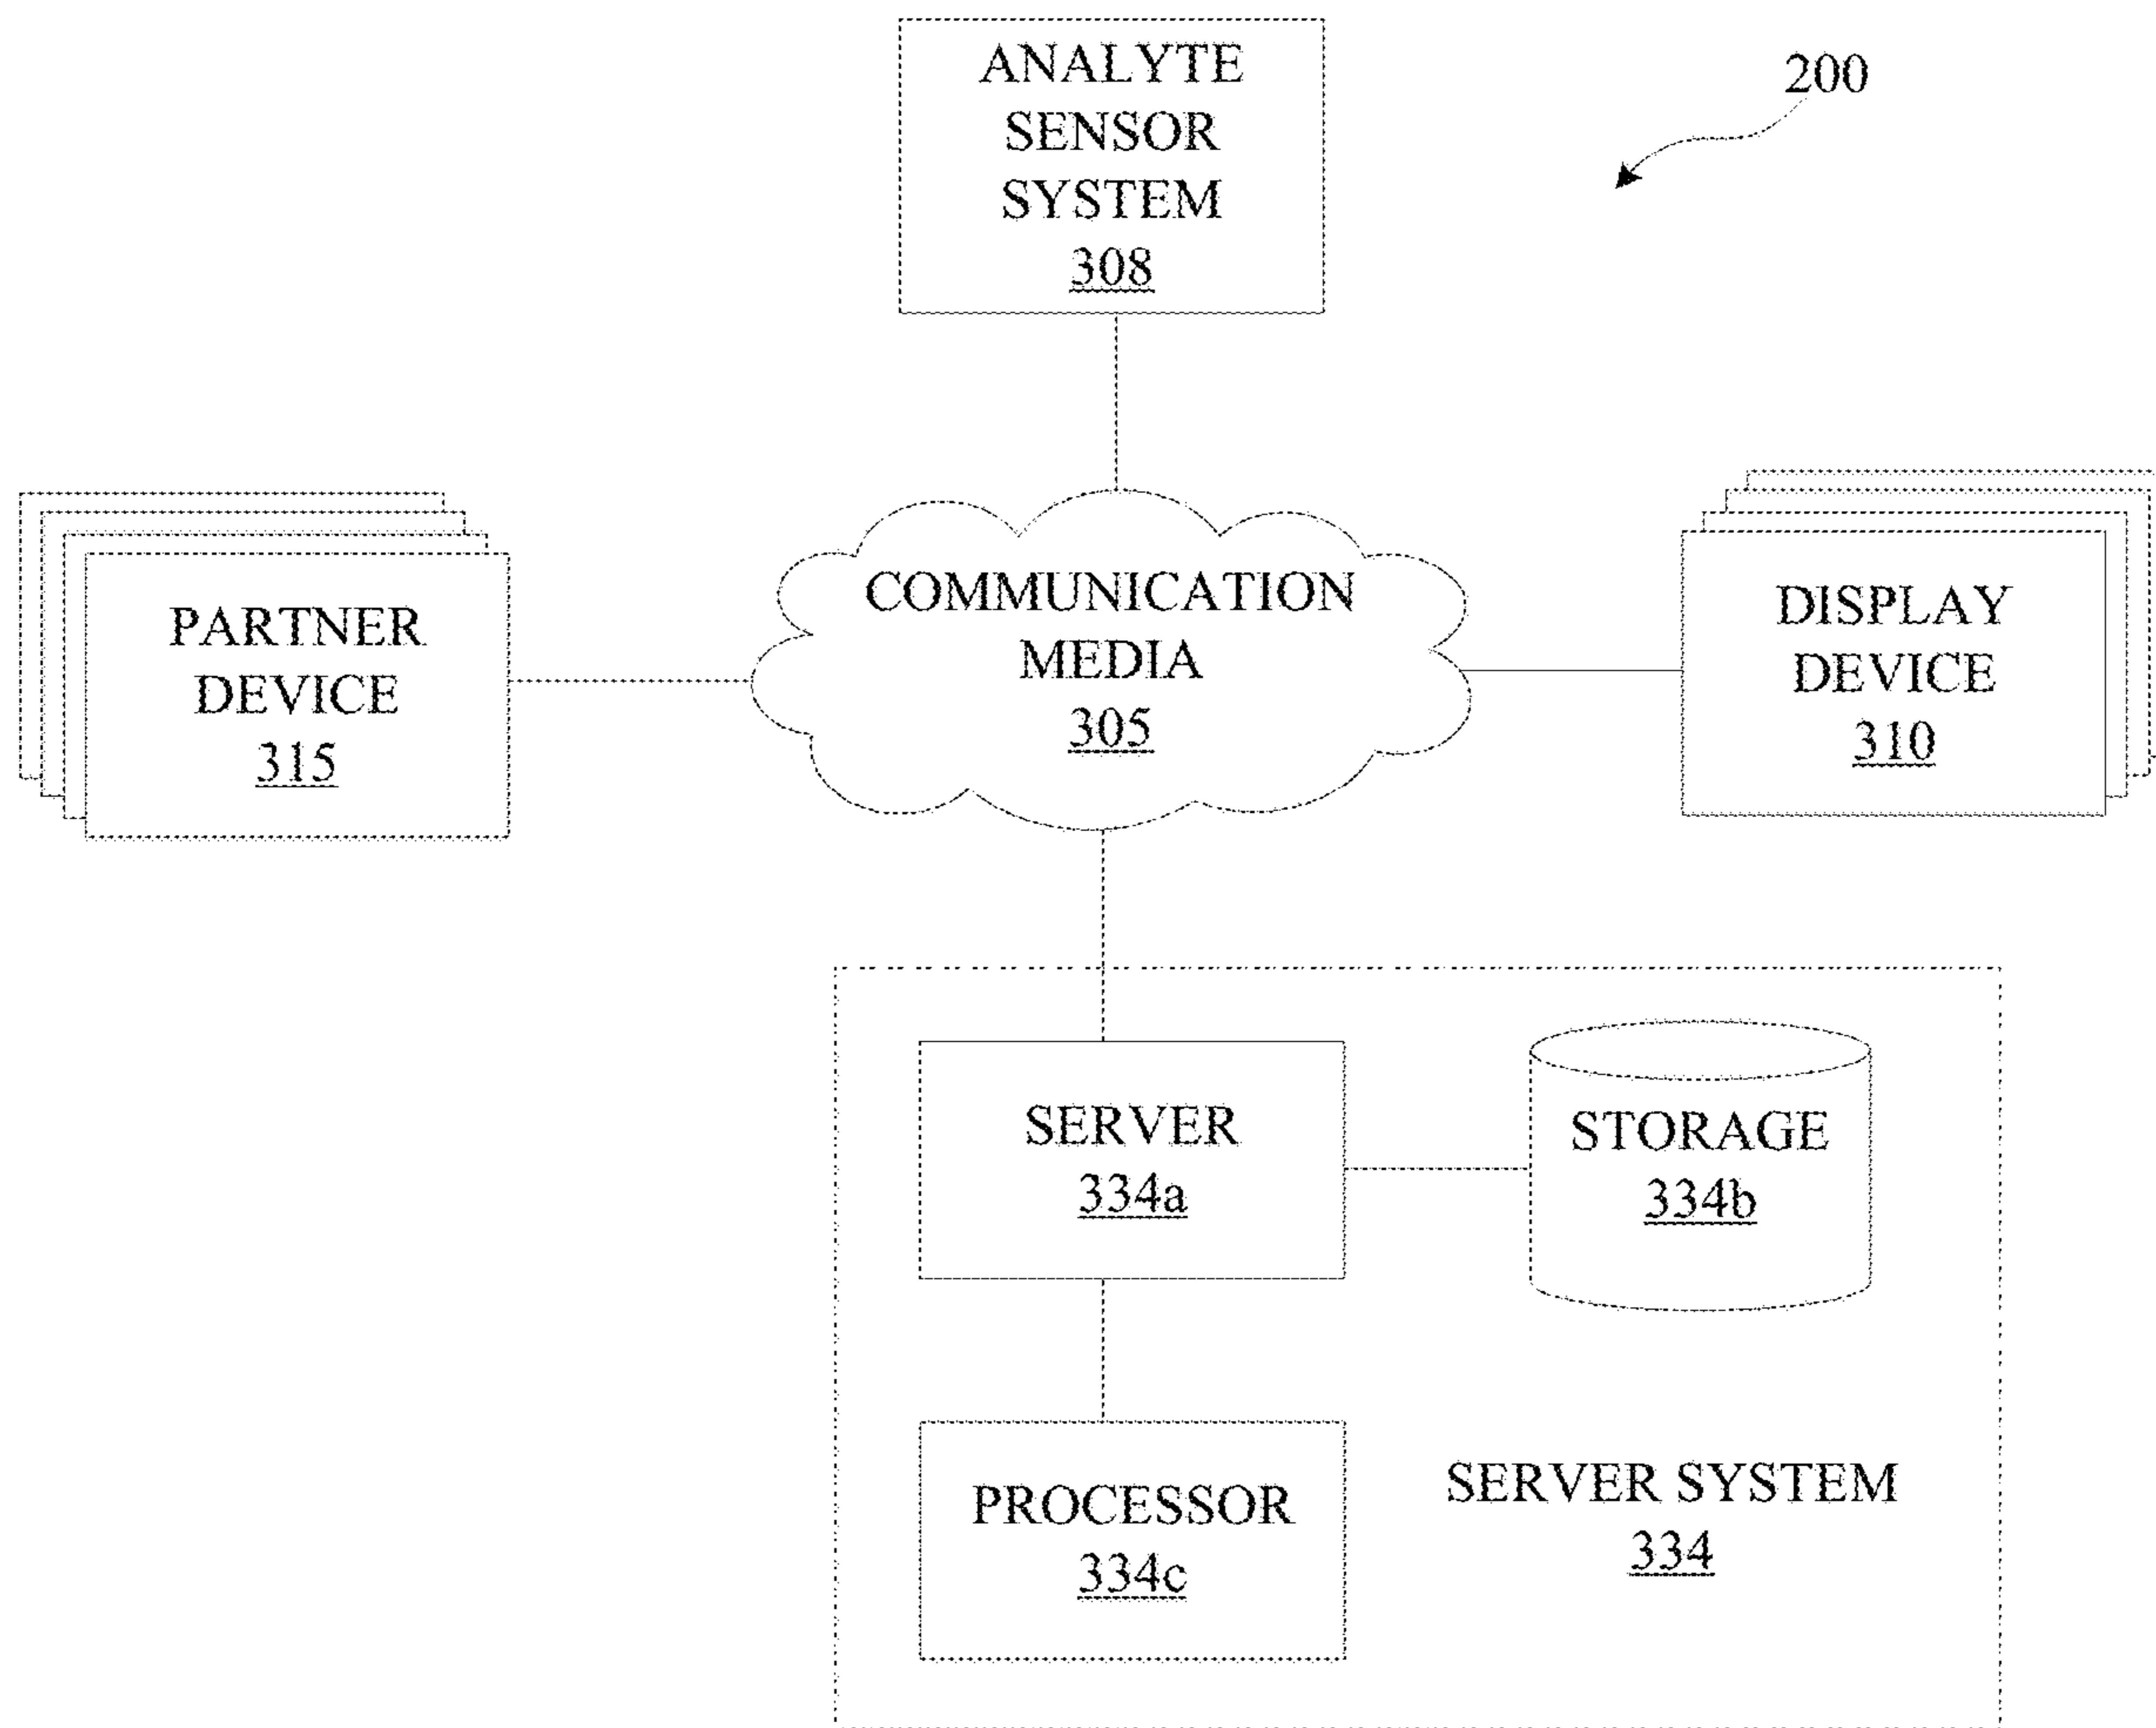 ANALYTE
SENSOR
SYSTEM
308
200
PARTNER
DEVICE
315
COMMUNICATION
MEDIA
305
DISPLAY
DEVICE
310
SERVER
334a
STORAGE
334b
PROCESSOR
334c
SERVER SYSTEM
334